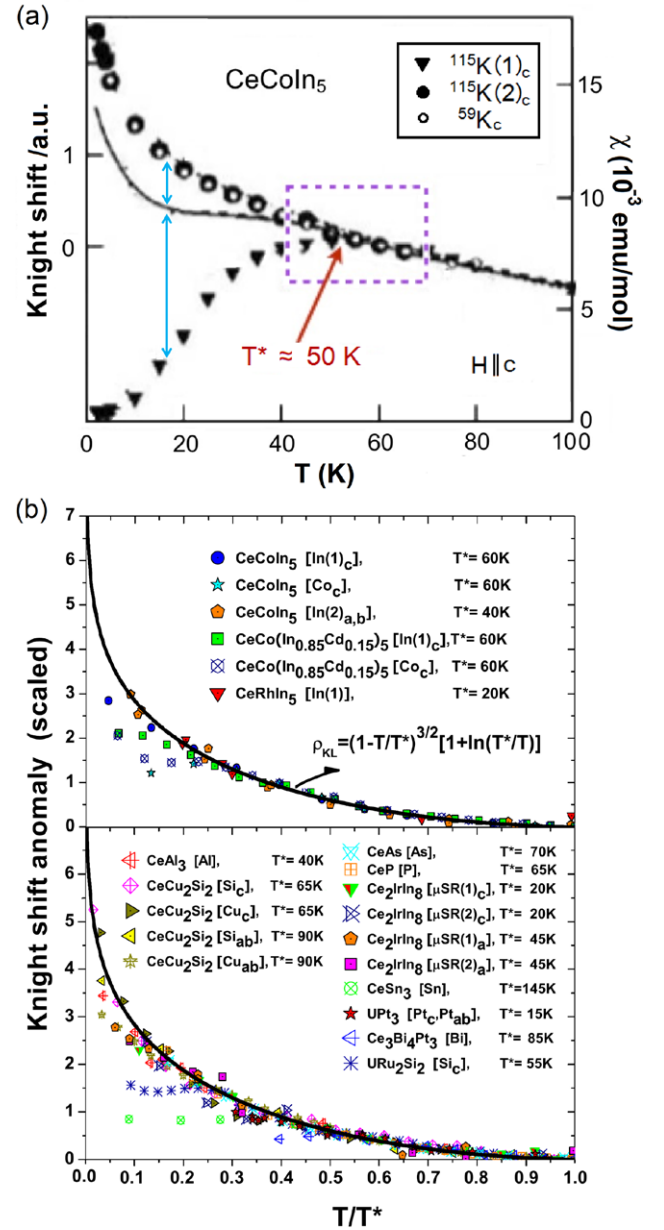 (a)
CeCoIn₅
▼ ¹¹⁵K(1)c
● ¹¹⁵K(2)c
○ ⁵⁹Kc
Knight shift /a.u.
1
0
χ (10⁻³ emu/mol)
15
10
5
0
T* ≈ 50 K
H∥c
0 20 40 60 80 100
T (K)
(b)
Knight shift anomaly (scaled)
7
6
5
4
3
2
1
0
CeCoIn₅ [In(1)c], T*= 60K
CeCoIn₅ [Coc], T*= 60K
CeCoIn₅ [In(2)a,b], T*= 40K
CeCo(In₀.₈₅Cd₀.₁₅)₅ [In(1)c], T*= 60K
CeCo(In₀.₈₅Cd₀.₁₅)₅ [Coc], T*= 60K
CeRhIn₅ [In(1)], T*= 20K
ρKL=(1-T/T*)³ᐟ²[1+ln(T*/T)]
6
5
4
3
2
1
0
CeAl₃ [Al], T*= 40K
CeCu₂Si₂ [Sic], T*= 65K
CeCu₂Si₂ [Cuc], T*= 65K
CeCu₂Si₂ [Siab], T*= 90K
CeCu₂Si₂ [Cuab], T*= 90K
CeAs [As], T*= 70K
CeP [P], T*= 65K
Ce₂IrIn₈ [μSR(1)c], T*= 20K
Ce₂IrIn₈ [μSR(2)c], T*= 20K
Ce₂IrIn₈ [μSR(1)a], T*= 45K
Ce₂IrIn₈ [μSR(2)a], T*= 45K
CeSn₃ [Sn], T*=145K
UPt₃ [Ptc,Ptab], T*= 15K
Ce₃Bi₄Pt₃ [Bi], T*= 85K
URu₂Si₂ [Sic], T*= 55K
0.0 0.1 0.2 0.3 0.4 0.5 0.6 0.7 0.8 0.9 1.0
T/T*